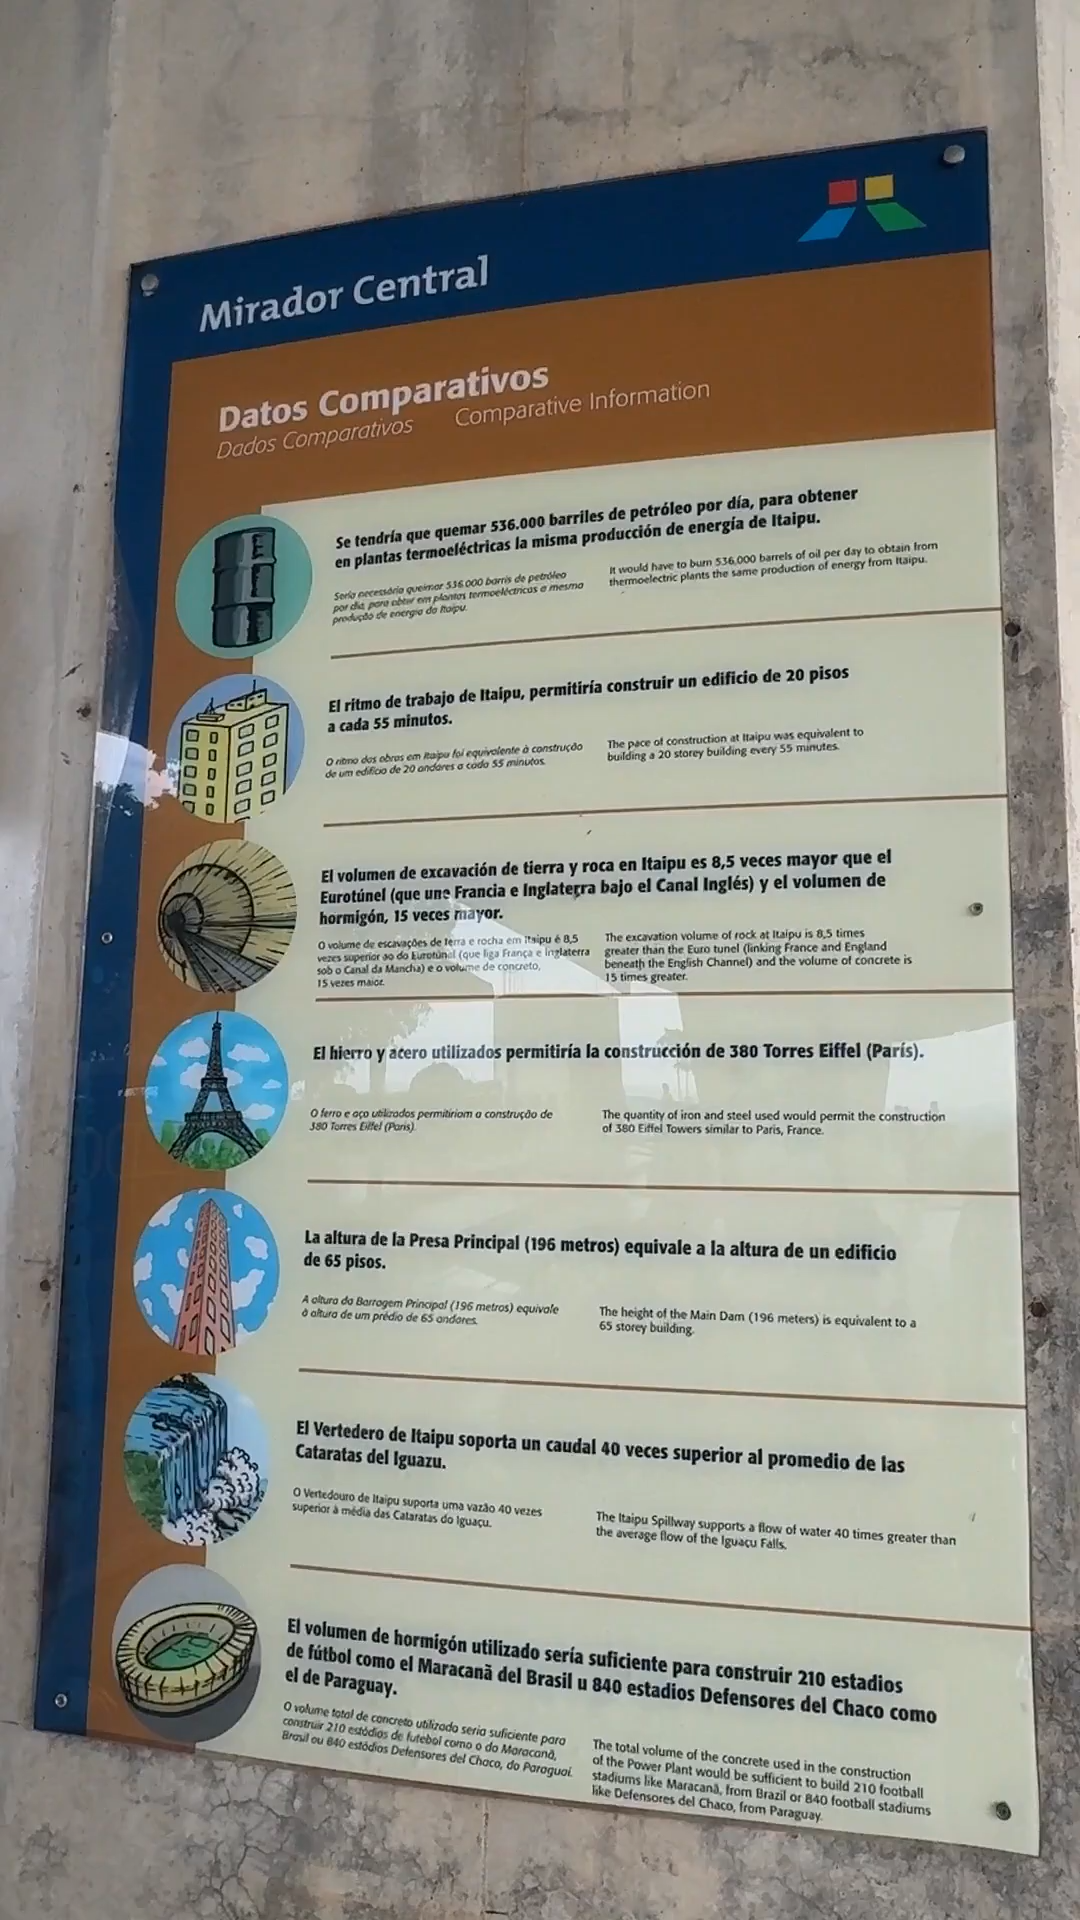 Mirador Central
Datos Comparativos
Dados Comparativos
Comparative Information
Se tendría que quemar 536.000 barriles de petróleo por día, para obtener
en plantas termoeléctricas la misma producción de energía de Itaipu.
Seria necessário queimar 536.000 barris de petróleo
por dia, para obter em plantas termoeléctricas a mesma
produção de energia da Itaipu.
It would have to burn 536,000 barrels of oil per day to obtain from
thermoelectric plants the same production of energy from Itaipu.
El ritmo de trabajo de Itaipu, permitiría construir un edificio de 20 pisos
a cada 55 minutos.
O ritmo das obras em Itaipu foi equivalente à construção
de um edifício de 20 andares a cada 55 minutos.
The pace of construction at Itaipu was equivalent to
building a 20 storey building every 55 minutes.
El volumen de excavación de tierra y roca en Itaipu es 8,5 veces mayor que el
Eurotúnel (que une Francia e Inglaterra bajo el Canal Inglés) y el volumen de
hormigón, 15 veces mayor.
O volume de escavações de terra e rocha em Itaipu é 8,5
vezes superior ao do Eurotúnel (que liga França e Inglaterra
sob o Canal da Mancha) e o volume de concreto,
15 vezes maior.
The excavation volume of rock at Itaipu is 8,5 times
greater than the Euro tunel (linking France and England
beneath the English Channel) and the volume of concrete is
15 times greater.
El hierro y acero utilizados permitiría la construcción de 380 Torres Eiffel (París).
O ferro e aço utilizados permitiriam a construção de
380 Torres Eiffel (Paris).
The quantity of iron and steel used would permit the construction
of 380 Eiffel Towers similar to Paris, France.
La altura de la Presa Principal (196 metros) equivale a la altura de un edificio
de 65 pisos.
A altura da Barragem Principal (196 metros) equivale
à altura de um prédio de 65 andares.
The height of the Main Dam (196 meters) is equivalent to a
65 storey building.
El Vertedero de Itaipu soporta un caudal 40 veces superior al promedio de las
Cataratas del Iguazu.
O Vertedouro de Itaipu suporta uma vazão 40 vezes
superior à média das Cataratas do Iguaçu.
The Itaipu Spillway supports a flow of water 40 times greater than
the average flow of the Iguaçu Falls.
El volumen de hormigón utilizado sería suficiente para construir 210 estadios
de fútbol como el Maracanã del Brasil u 840 estadios Defensores del Chaco como
el de Paraguay.
O volume total de concreto utilizado seria suficiente para
construir 210 estádios de futebol como o do Maracanã,
Brasil ou 840 estádios Defensores del Chaco, do Paraguai.
The total volume of the concrete used in the construction
of the Power Plant would be sufficient to build 210 football
stadiums like Maracanã, from Brazil or 840 football stadiums
like Defensores del Chaco, from Paraguay.